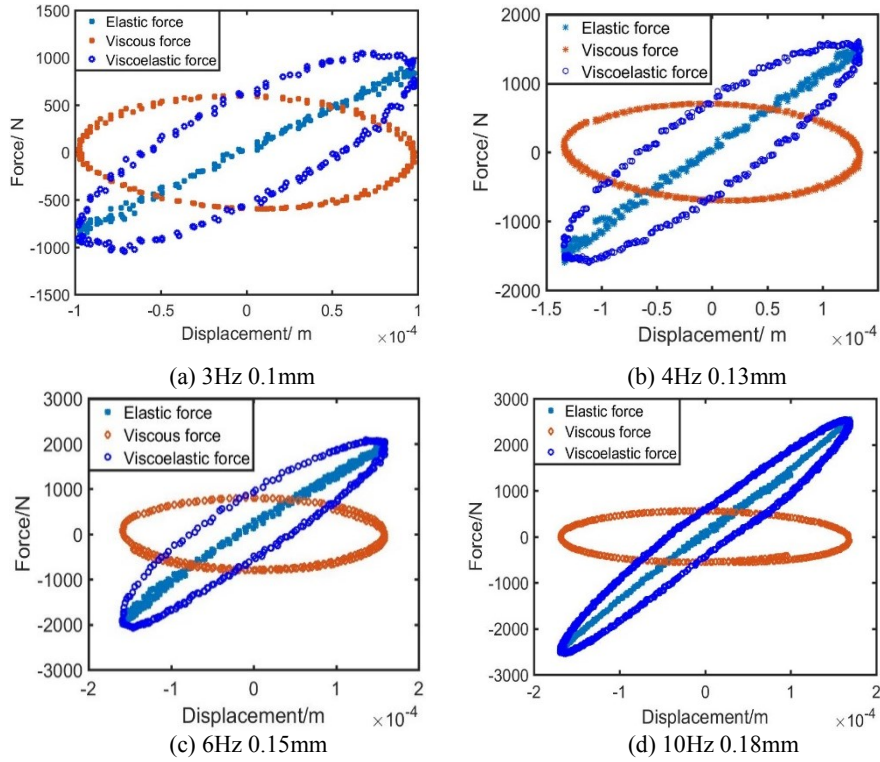 1500
1000
500
0
-500
-1000
-1500
Force/ N
Elastic force
Viscous force
Viscoelastic force
-1
-0.5
0
0.5
1
Displacement/ m
×10⁻⁴
(a) 3Hz 0.1mm
2000
1000
0
-1000
2000
Force/ N
Elastic force
Viscous force
Viscoelastic force
-1.5
-1
-0.5
0
0.5
1
1.5
Displacement/ m
×10⁻⁴
(b) 4Hz 0.13mm
3000
2000
1000
0
-1000
-2000
-3000
Force/N
Elastic force
Viscous force
Viscoelastic force
-2
-1
0
1
2
Displacement/m
×10⁻⁴
(c) 6Hz 0.15mm
3000
2000
1000
0
-1000
-2000
-3000
Force/N
Elastic force
Viscous force
Viscoelastic force
-2
-1
0
1
2
Displacement/m
×10⁻⁴
(d) 10Hz 0.18mm